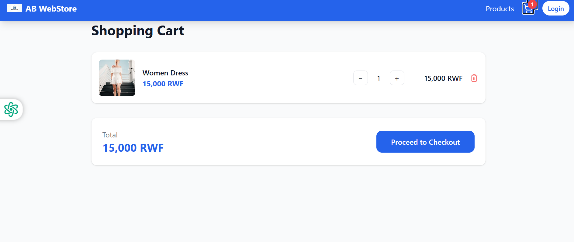 AB WebStore
Products
1
Login
Shopping Cart
Women Dress
15,000 RWF
- 1 +
15,000 RWF
Total
15,000 RWF
Proceed to Checkout